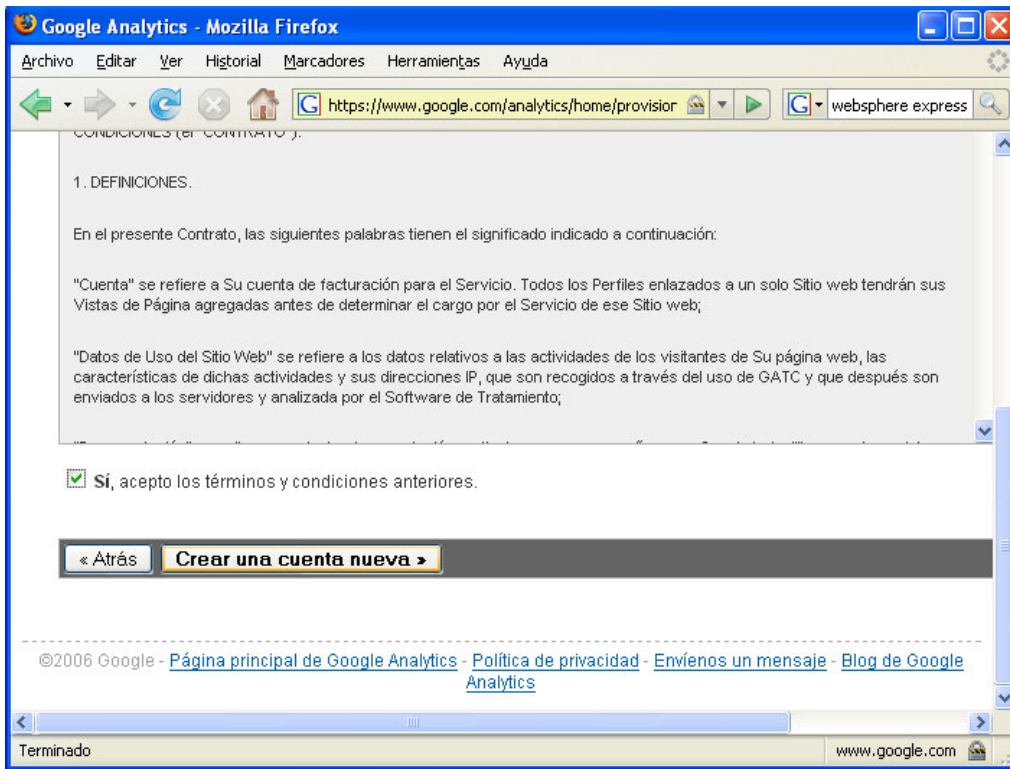 Google Analytics - Mozilla Firefox
Archivo Editar Ver Historial Marcadores Herramientas Ayuda
https://www.google.com/analytics/home/provisior
websphere express
CONDICIONES (el "CONTRATO").
1. DEFINICIONES.
En el presente Contrato, las siguientes palabras tienen el significado indicado a continuación:
"Cuenta" se refiere a Su cuenta de facturación para el Servicio. Todos los Perfiles enlazados a un solo Sitio web tendrán sus
Vistas de Página agregadas antes de determinar el cargo por el Servicio de ese Sitio web;
"Datos de Uso del Sitio Web" se refiere a los datos relativos a las actividades de los visitantes de Su página web, las
características de dichas actividades y sus direcciones IP, que son recogidos a través del uso de GATC y que después son
enviados a los servidores y analizada por el Software de Tratamiento;
Sí, acepto los términos y condiciones anteriores.
« Atrás Crear una cuenta nueva »
©2006 Google - Página principal de Google Analytics - Política de privacidad - Envíenos un mensaje - Blog de Google
Analytics
Terminado www.google.com